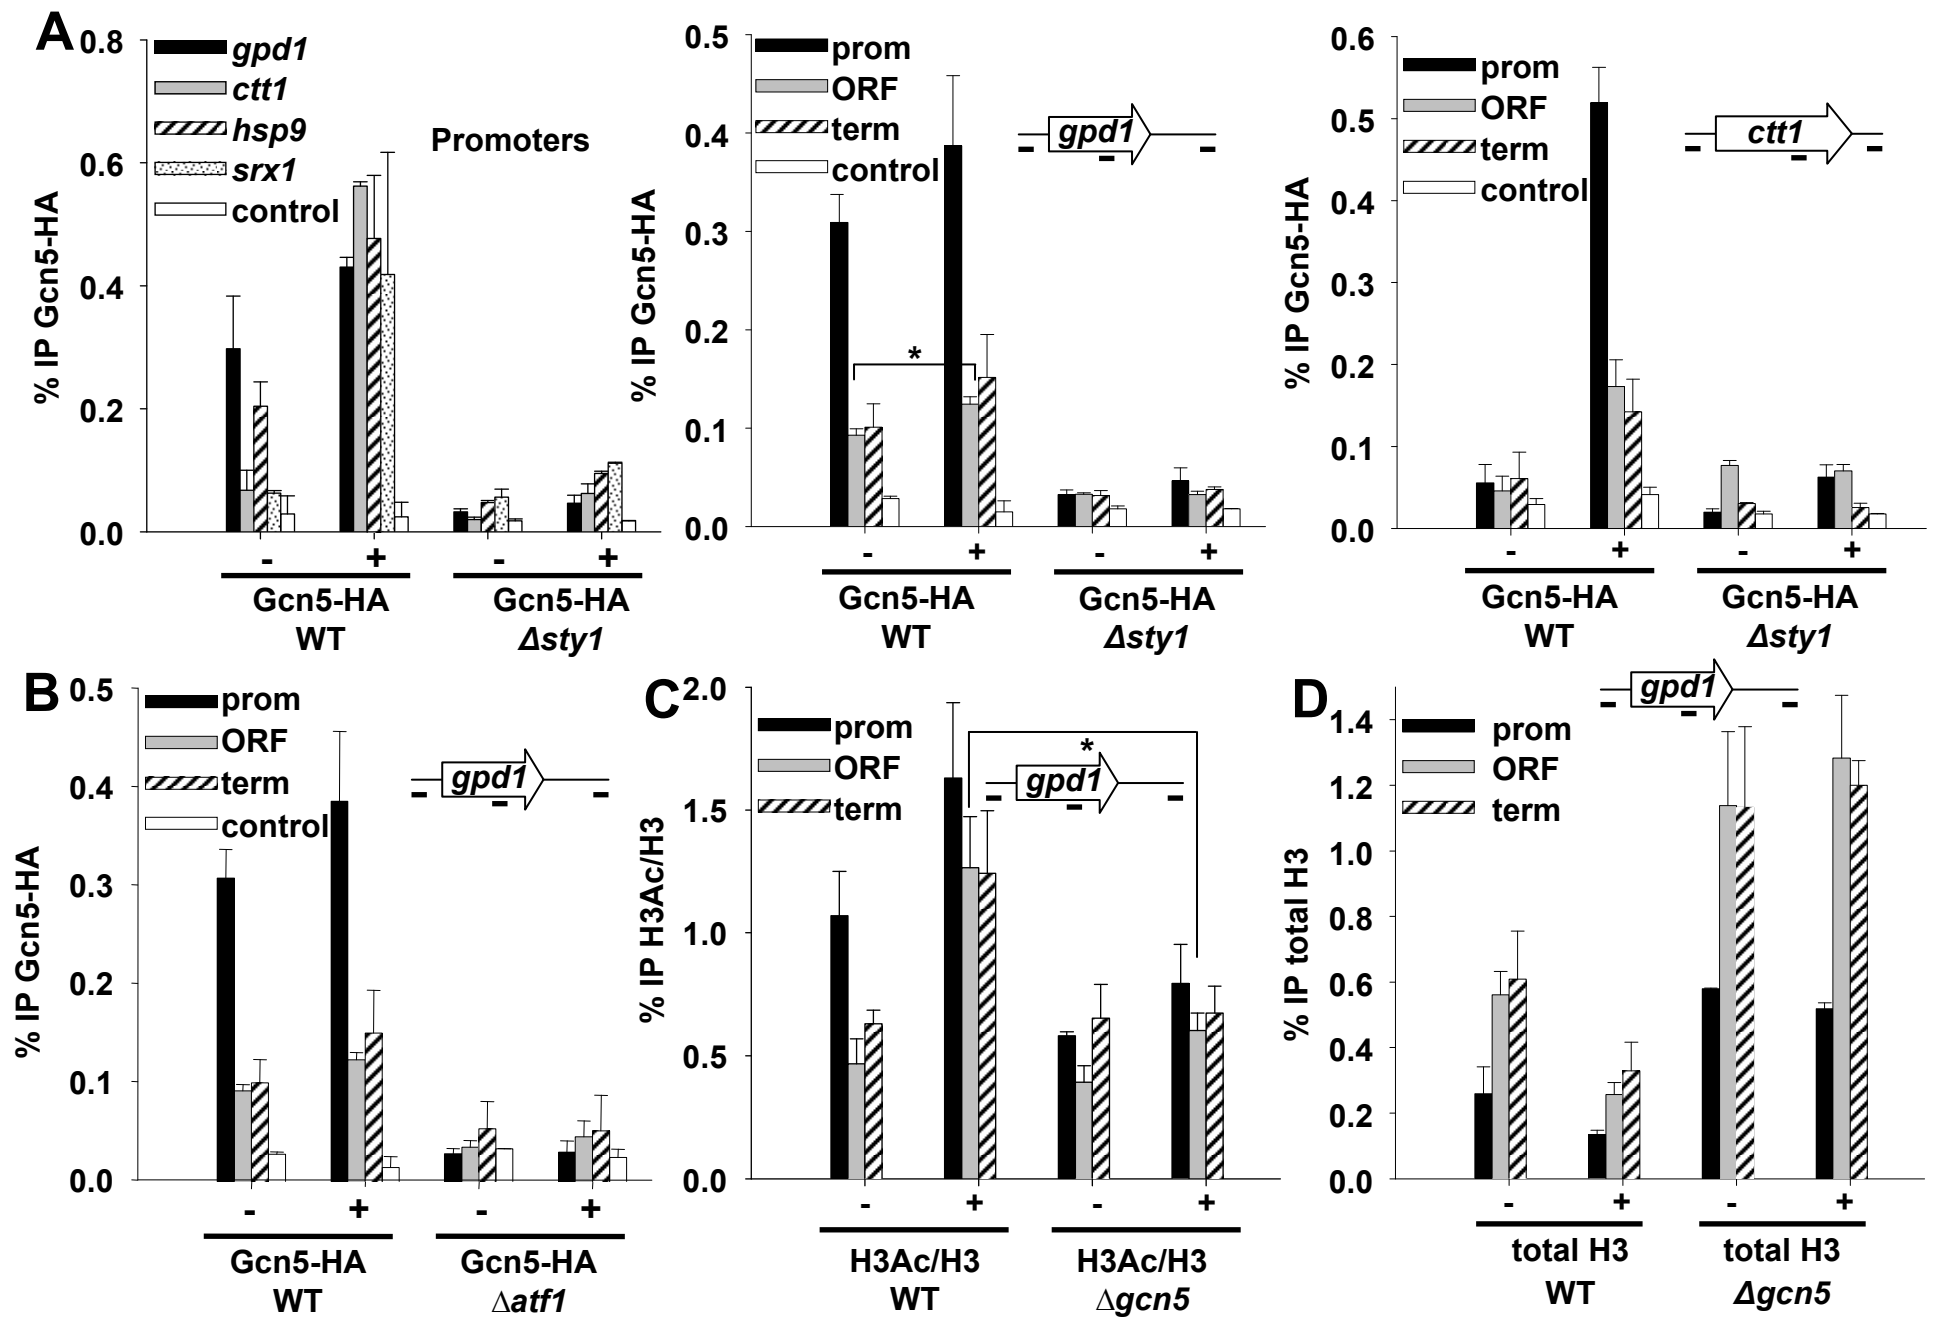 A
% IP Gcn5-HA
0.8
0.6
0.4
0.2
0.0
gpd1
ctt1
hsp9
srx1
control
Promoters
- + - +
Gcn5-HA Gcn5-HA
WT Δsty1
% IP Gcn5-HA
0.5
0.4
0.3
0.2
0.1
0.0
prom
ORF
term
control
gpd1
*
- + - +
Gcn5-HA Gcn5-HA
WT Δsty1
% IP Gcn5-HA
0.6
0.5
0.4
0.3
0.2
0.1
0.0
prom
ORF
term
control
ctt1
- + - +
Gcn5-HA Gcn5-HA
WT Δsty1
B
% IP Gcn5-HA
0.5
0.4
0.3
0.2
0.1
0.0
prom
ORF
term
control
gpd1
- + - +
Gcn5-HA Gcn5-HA
WT Δatf1
C
% IP H3Ac/H3
2.0
1.5
1.0
0.5
0.0
prom
ORF
term
*
gpd1
- + - +
H3Ac/H3 H3Ac/H3
WT Δgcn5
D
% IP total H3
1.4
1.2
1.0
0.8
0.6
0.4
0.2
0.0
prom
ORF
term
gpd1
- + - +
total H3 total H3
WT Δgcn5